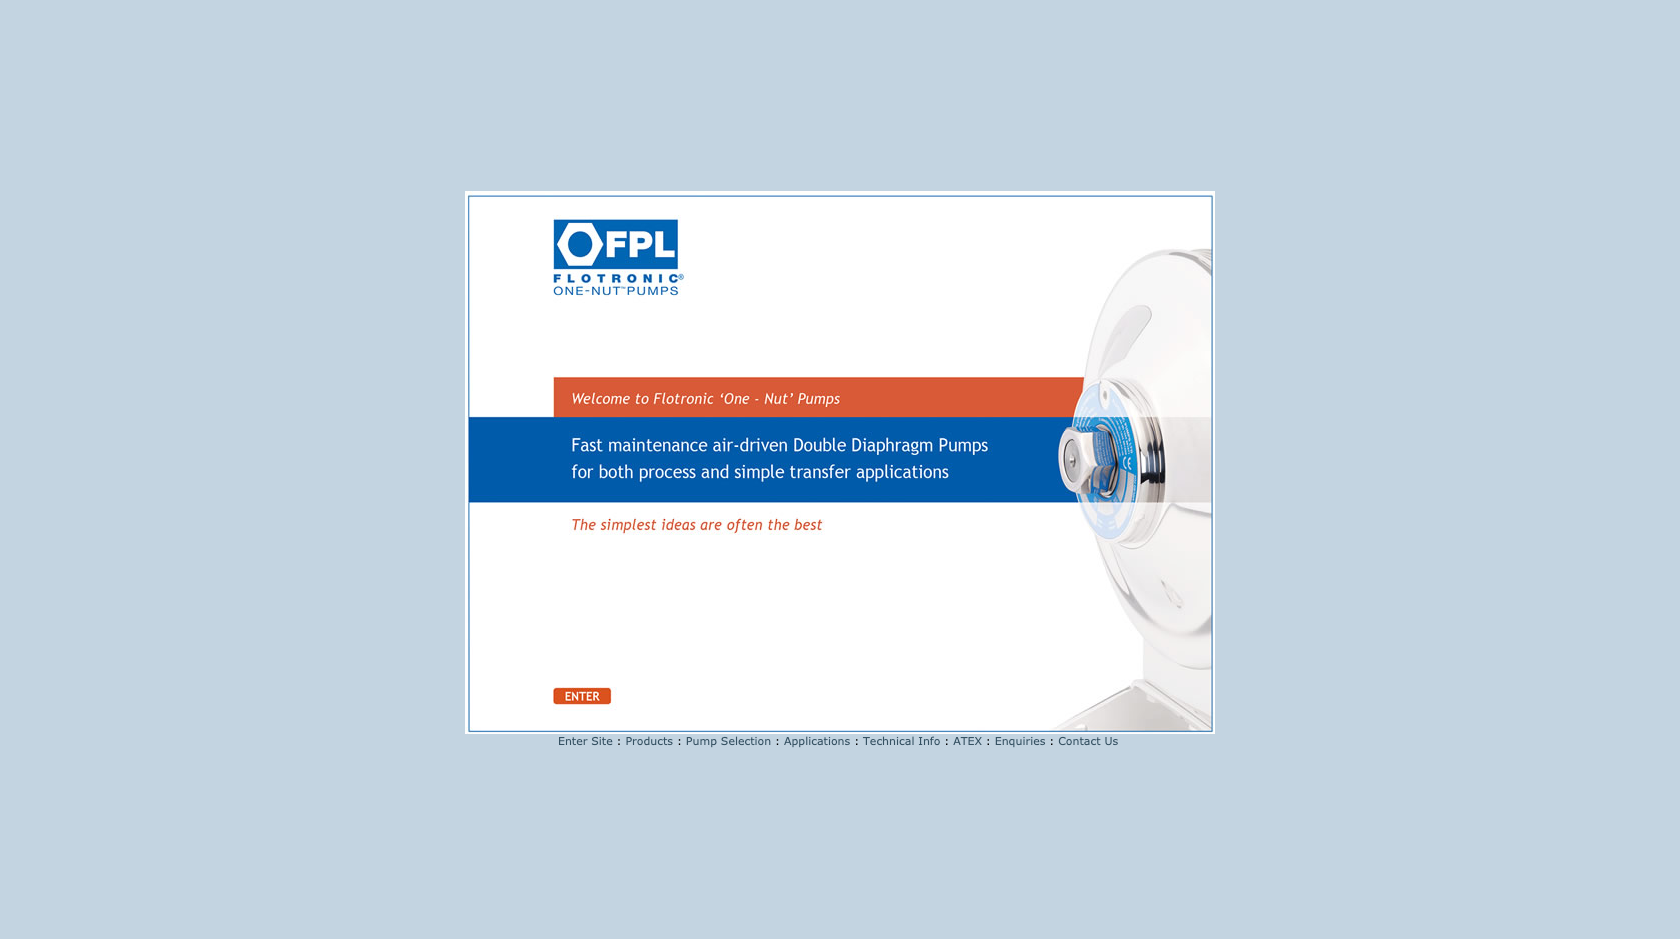 FPL
FLOTRONIC®
ONE-NUT™PUMPS
Welcome to Flotronic ‘One - Nut’ Pumps
Fast maintenance air-driven Double Diaphragm Pumps
for both process and simple transfer applications
The simplest ideas are often the best
ENTER
Enter Site : Products : Pump Selection : Applications : Technical Info : ATEX : Enquiries : Contact Us